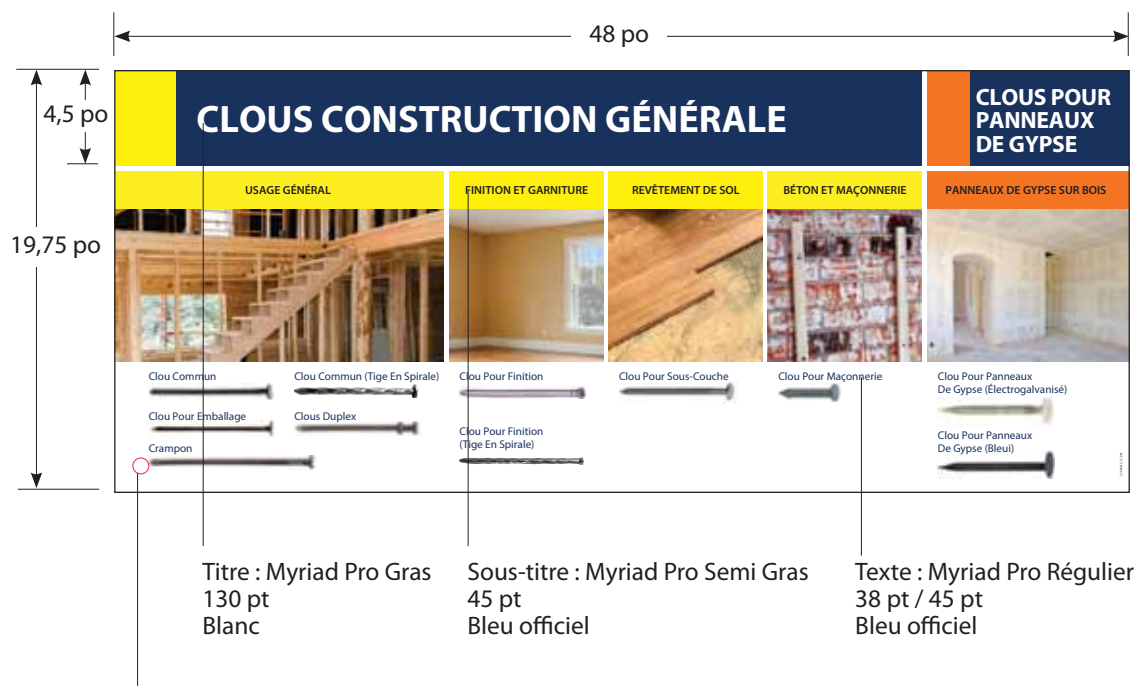 48 po
4,5 po
19,75 po
CLOUS CONSTRUCTION GÉNÉRALE
CLOUS POUR
PANNEAUX
DE GYPSE
USAGE GÉNÉRAL
FINITION ET GARNITURE
REVÊTEMENT DE SOL
BÉTON ET MAÇONNERIE
PANNEAUX DE GYPSE SUR BOIS
Clou Commun
Clou Commun (Tige En Spirale)
Clou Pour Emballage
Clous Duplex
Crampon
Clou Pour Finition
Clou Pour Finition
(Tige En Spirale)
Clou Pour Sous-Couche
Clou Pour Maçonnerie
Clou Pour Panneaux
De Gypse (Électrogalvanisé)
Clou Pour Panneaux
De Gypse (Bleui)
Titre : Myriad Pro Gras
130 pt
Blanc
Sous-titre : Myriad Pro Semi Gras
45 pt
Bleu officiel
Texte : Myriad Pro Régulier
38 pt / 45 pt
Bleu officiel